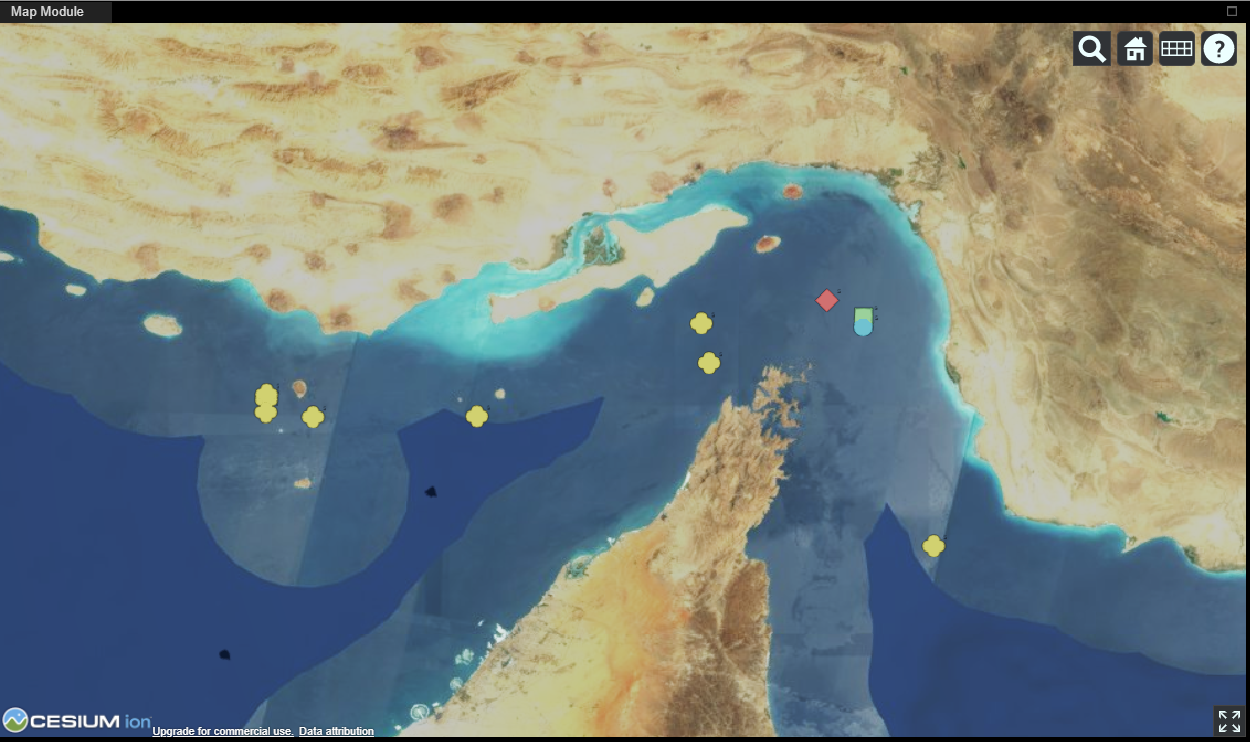 Map Module
?
CESIUM ion
Upgrade for commercial use. Data attribution